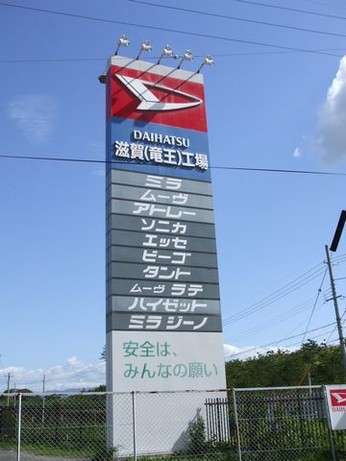 DAIHATSU
滋賀(竜王)工場
ミラ
ムーヴ
アトレー
ソニカ
エッセ
ビーゴ
タント
ムーヴ ラテ
ハイゼット
ミラ ジーノ
安全は、
みんなの願い